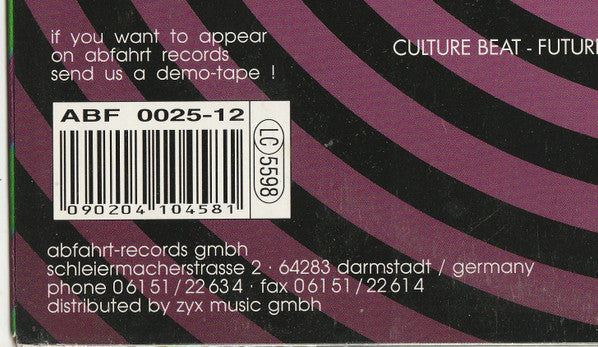 if you want to appear
on abfahrt records
send us a demo-tape !
CULTURE BEAT - FUTURE
ABF 0025-12
LC 5598
090204 104581
abfahrt-records gmbh
schleiermacherstrasse 2 · 64283 darmstadt / germany
phone 06151/22634 · fax 06151/22614
distributed by zyx music gmbh